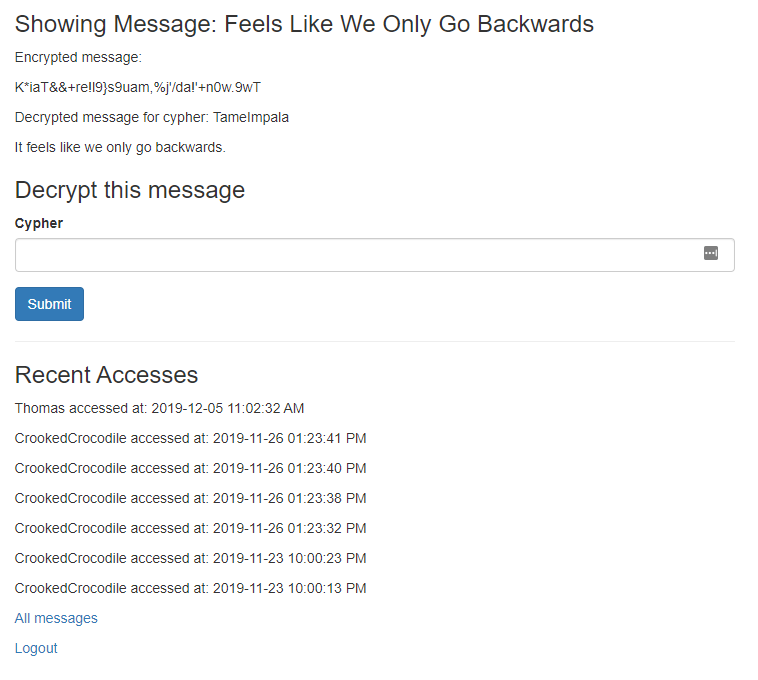 Showing Message: Feels Like We Only Go Backwards
Encrypted message:
K*iaT&&+re!I9}s9uam,%j'/da!'+n0w.9wT
Decrypted message for cypher: TameImpala
It feels like we only go backwards.
Decrypt this message
Cypher
Submit
Recent Accesses
Thomas accessed at: 2019-12-05 11:02:32 AM
CrookedCrocodile accessed at: 2019-11-26 01:23:41 PM
CrookedCrocodile accessed at: 2019-11-26 01:23:40 PM
CrookedCrocodile accessed at: 2019-11-26 01:23:38 PM
CrookedCrocodile accessed at: 2019-11-26 01:23:32 PM
CrookedCrocodile accessed at: 2019-11-23 10:00:23 PM
CrookedCrocodile accessed at: 2019-11-23 10:00:13 PM
All messages
Logout